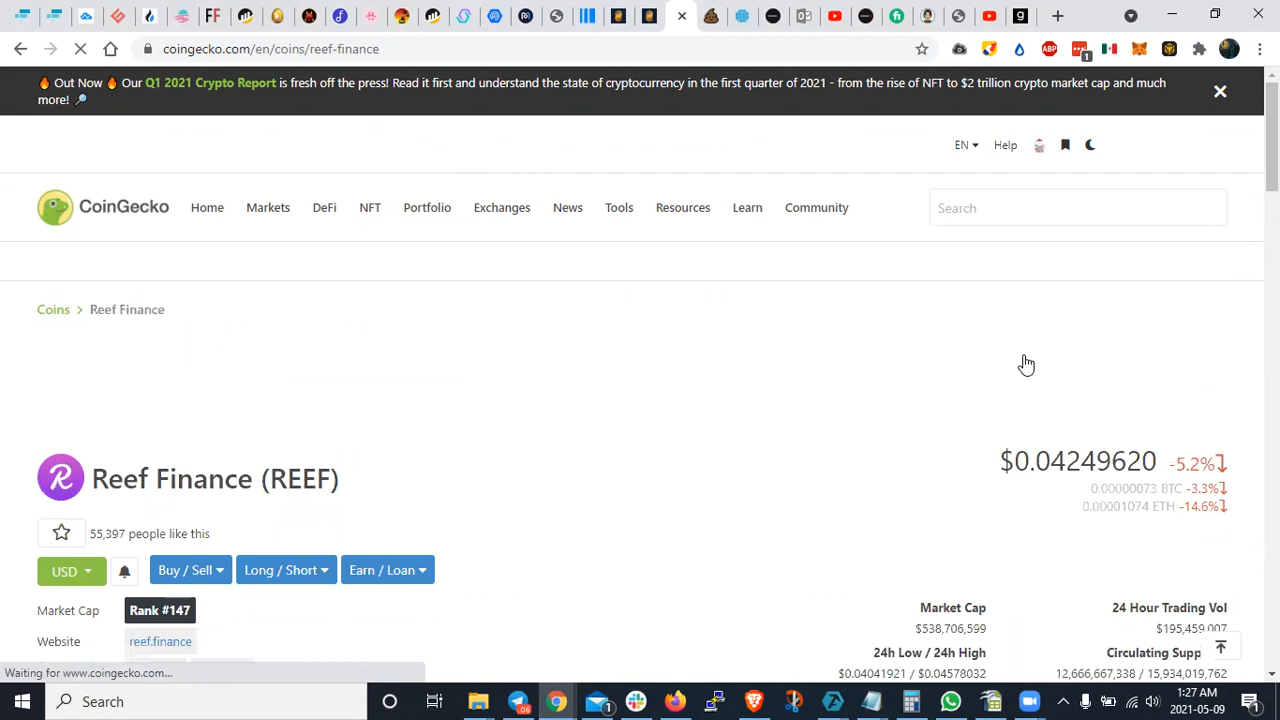 coingecko.com/en/coins/reef-finance
1
🔥 Out Now 🔥 Our Q1 2021 Crypto Report is fresh off the press! Read it first and understand the state of cryptocurrency in the first quarter of 2021 - from the rise of NFT to $2 trillion crypto market cap and much
more! 🔎
EN Help
CoinGecko Home Markets DeFi NFT Portfolio Exchanges News Tools Resources Learn Community Search
Coins > Reef Finance
Reef Finance (REEF)
$0.04249620 -5.2%
0.00000073 BTC -3.3%
0.00001074 ETH -14.6%
55,397 people like this
USD Buy / Sell Long / Short Earn / Loan
Market Cap Rank #147
Website reef.finance
Market Cap 24 Hour Trading Vol
$538,706,599 $195,459,007
24h Low / 24h High Circulating Supp
$0.04041921 / $0.04578032 12,666,667,338 / 15,934,019,762
Waiting for www.coingecko.com...
Search
1:27 AM
2021-05-09